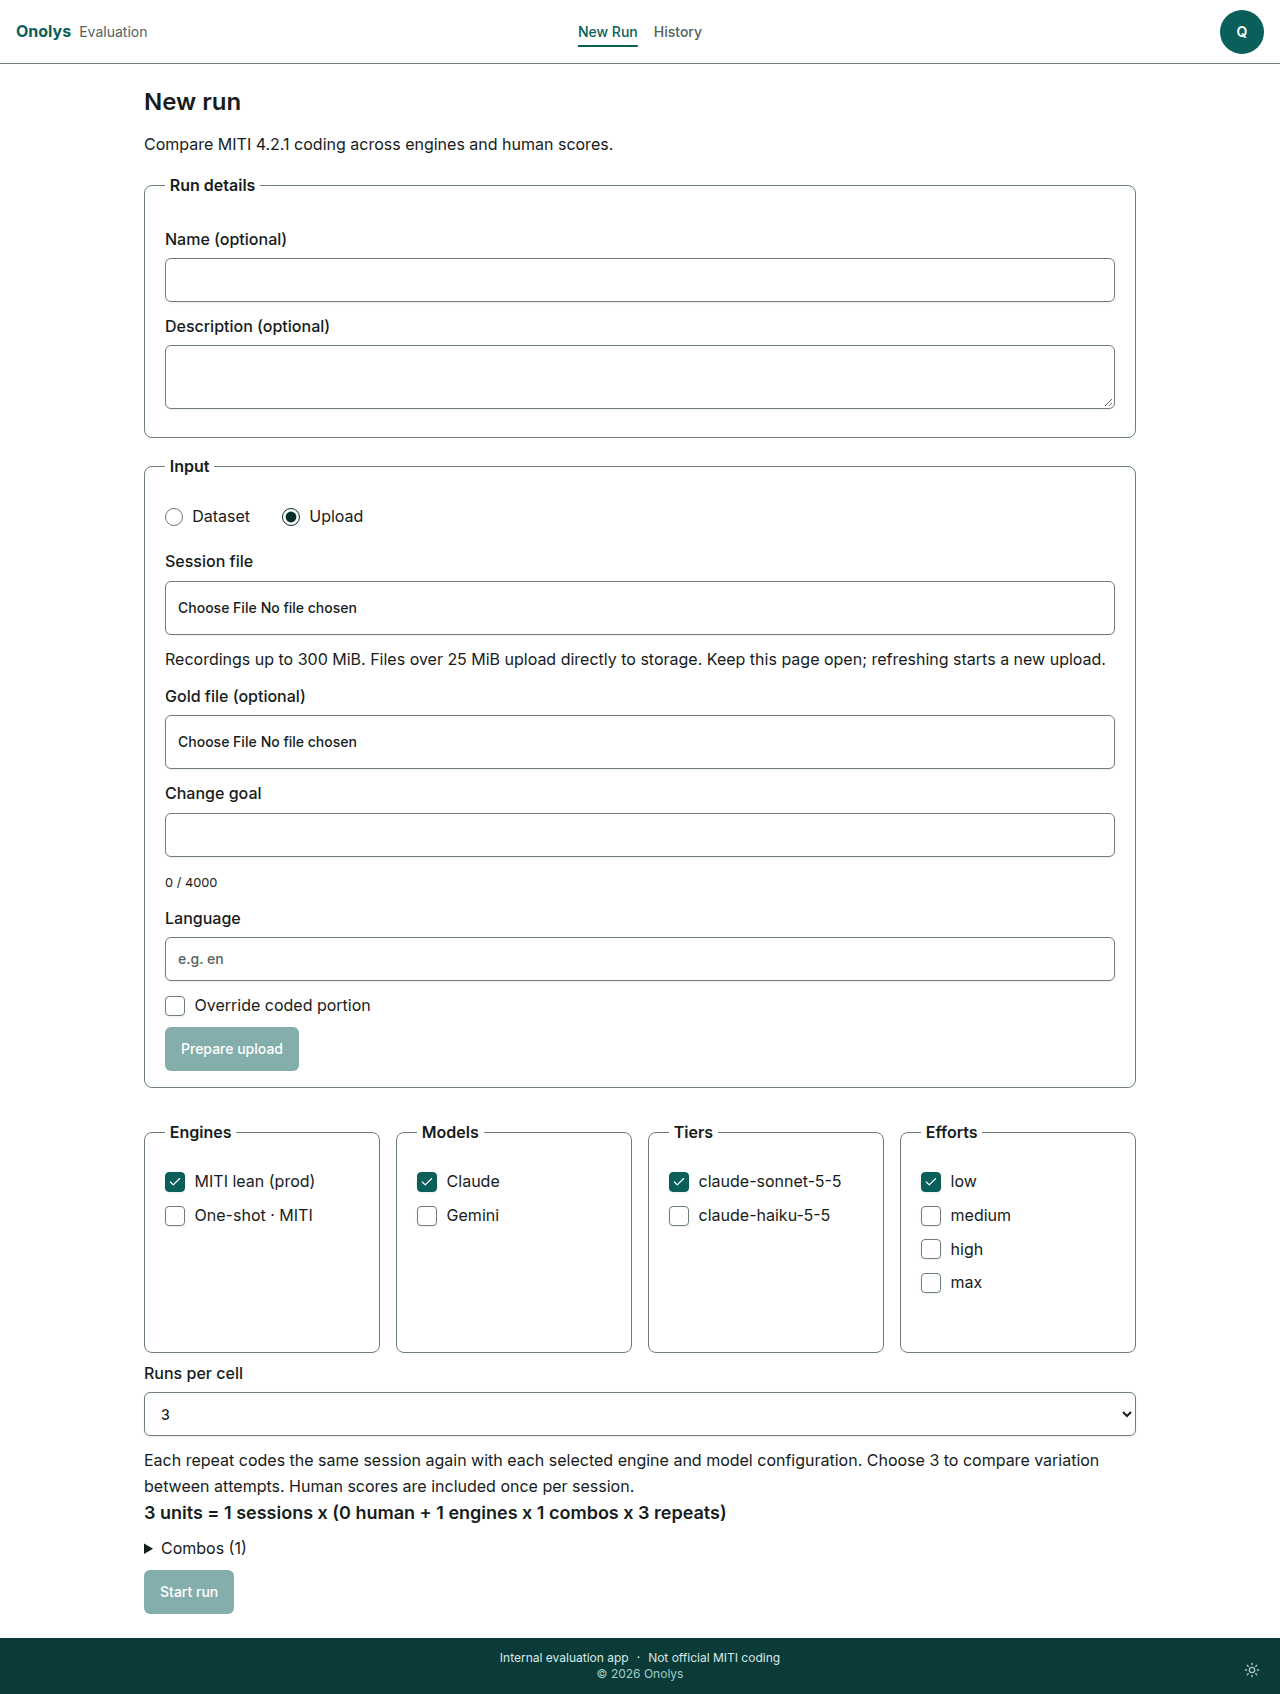 Onolys Evaluation
New Run History
Q
New run
Compare MITI 4.2.1 coding across engines and human scores.
Run details
Name (optional)
Description (optional)
Input
Dataset Upload
Session file
Choose File No file chosen
Recordings up to 300 MiB. Files over 25 MiB upload directly to storage. Keep this page open; refreshing starts a new upload.
Gold file (optional)
Choose File No file chosen
Change goal
0 / 4000
Language
e.g. en
Override coded portion
Prepare upload
Engines
MITI lean (prod)
One-shot · MITI
Models
Claude
Gemini
Tiers
claude-sonnet-5-5
claude-haiku-5-5
Efforts
low
medium
high
max
Runs per cell
3
Each repeat codes the same session again with each selected engine and model configuration. Choose 3 to compare variation
between attempts. Human scores are included once per session.
3 units = 1 sessions x (0 human + 1 engines x 1 combos x 3 repeats)
Combos (1)
Start run
Internal evaluation app · Not official MITI coding
© 2026 Onolys